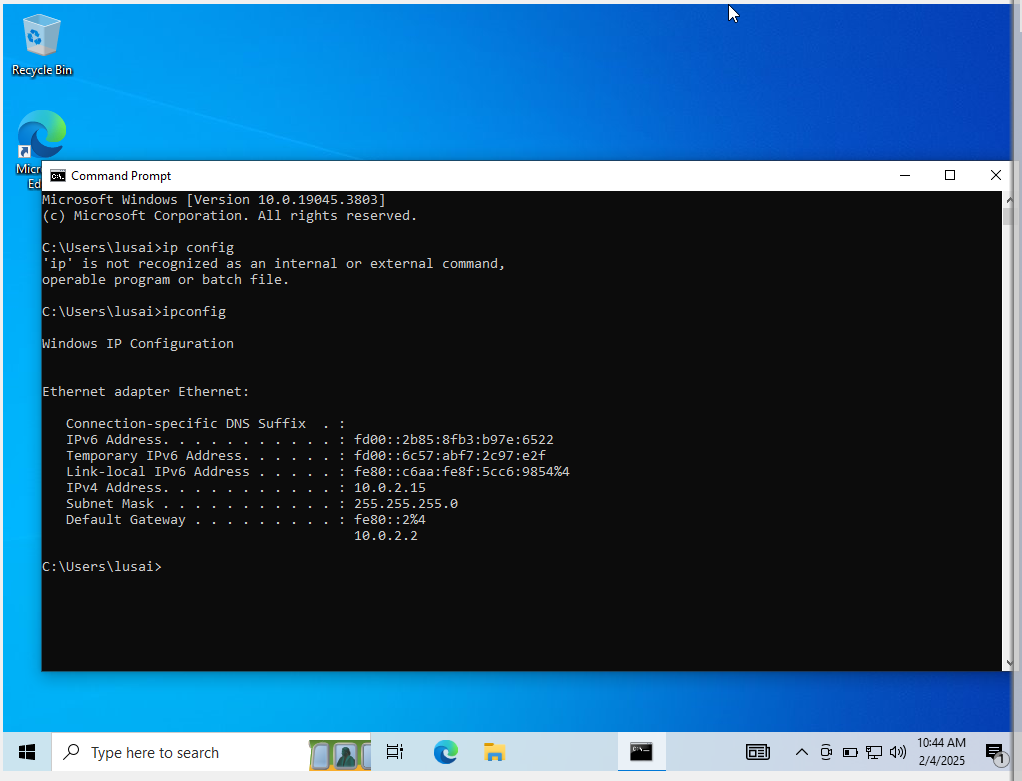 Recycle Bin
Micr
Ed
Command Prompt
Microsoft Windows [Version 10.0.19045.3803]
(c) Microsoft Corporation. All rights reserved.
C:\Users\lusai>ip config
'ip' is not recognized as an internal or external command,
operable program or batch file.
C:\Users\lusai>ipconfig
Windows IP Configuration
Ethernet adapter Ethernet:
Connection-specific DNS Suffix  . :
IPv6 Address. . . . . . . . . . . : fd00::2b85:8fb3:b97e:6522
Temporary IPv6 Address. . . . . . : fd00::6c57:abf7:2c97:e2f
Link-local IPv6 Address . . . . . : fe80::c6aa:fe8f:5cc6:9854%4
IPv4 Address. . . . . . . . . . . : 10.0.2.15
Subnet Mask . . . . . . . . . . . : 255.255.255.0
Default Gateway . . . . . . . . . : fe80::2%4
10.0.2.2
C:\Users\lusai>
Type here to search
10:44 AM
2/4/2025
1